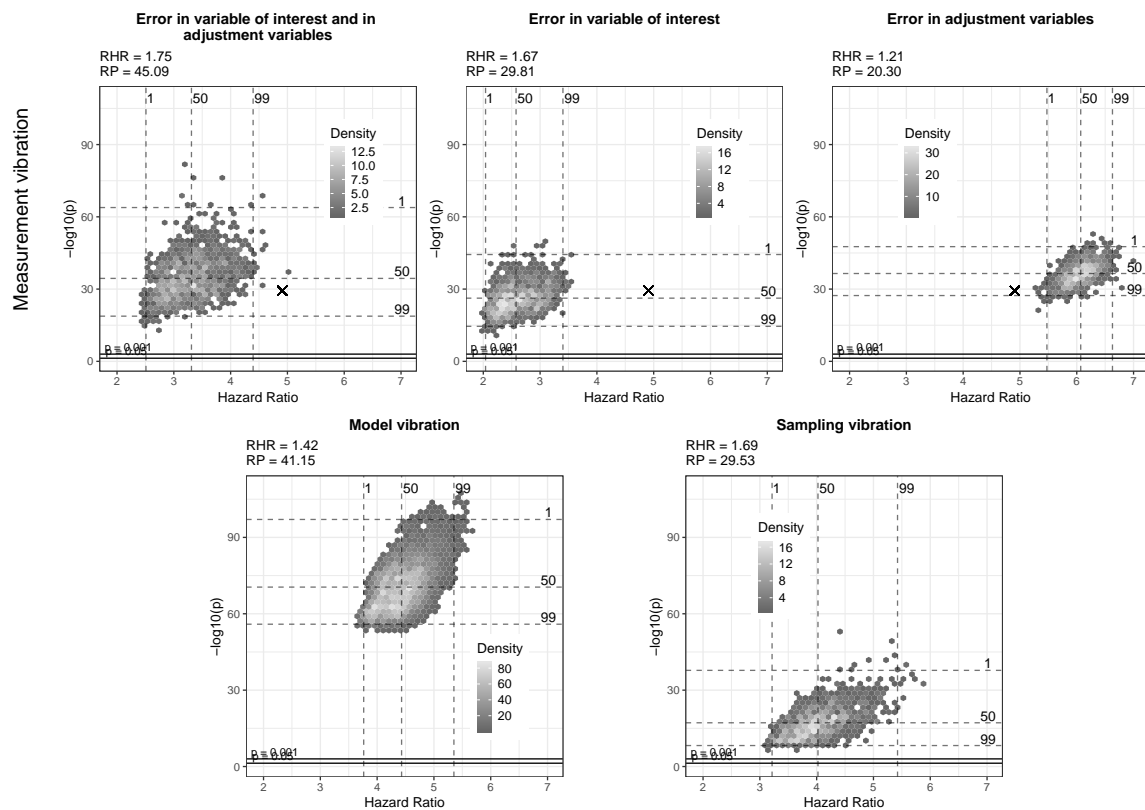 Error in variable of interest and in
adjustment variables
RHR = 1.75
RP = 45.09
1 50 99
Density
12.5
10.0
7.5
5.0
2.5
1
50
99
p = 0.001
p = 0.05
90
60
30
0
−log10(p)
2 3 4 5 6 7
Hazard Ratio
Measurement vibration
Error in variable of interest
RHR = 1.67
RP = 29.81
1 50 99
Density
16
12
8
4
1
50
99
p = 0.001
p = 0.05
90
60
30
0
−log10(p)
2 3 4 5 6 7
Hazard Ratio
Error in adjustment variables
RHR = 1.21
RP = 20.30
1 50 99
Density
30
20
10
1
50
99
p = 0.001
p = 0.05
90
60
30
0
−log10(p)
2 3 4 5 6 7
Hazard Ratio
Model vibration
RHR = 1.42
RP = 41.15
1 50 99
1
50
99
Density
80
60
40
20
p = 0.001
p = 0.05
90
60
30
0
−log10(p)
2 3 4 5 6 7
Hazard Ratio
Sampling vibration
RHR = 1.69
RP = 29.53
1 50 99
Density
16
12
8
4
1
50
99
p = 0.001
p = 0.05
90
60
30
0
−log10(p)
2 3 4 5 6 7
Hazard Ratio